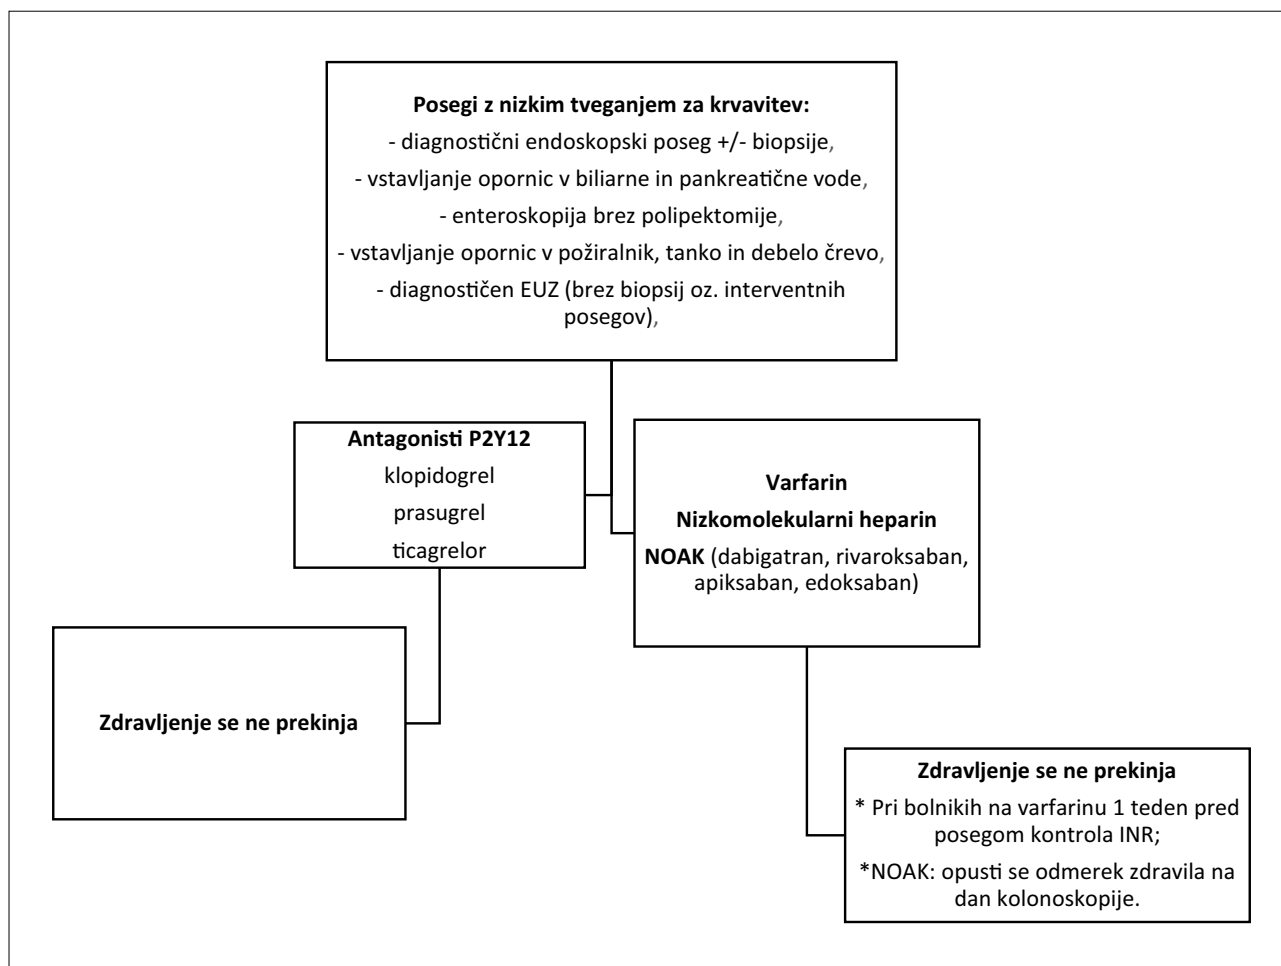 Posegi z nizkim tveganjem za krvavitev:
- diagnostični endoskopski poseg +/- biopsije,
- vstavljanje opornic v biliarne in pankreatične vode,
- enteroskopija brez polipektomije,
- vstavljanje opornic v požiralnik, tanko in debelo črevo,
- diagnostičen EUZ (brez biopsij oz. interventnih
posegov),
Antagonisti P2Y12
klopidogrel
prasugrel
ticagrelor
Varfarin
Nizkomolekularni heparin
NOAK (dabigatran, rivaroksaban,
apiksaban, edoksaban)
Zdravljenje se ne prekinja
Zdravljenje se ne prekinja
* Pri bolnikih na varfarinu 1 teden pred
posegom kontrola INR;
*NOAK: opusti se odmerek zdravila na
dan kolonoskopije.